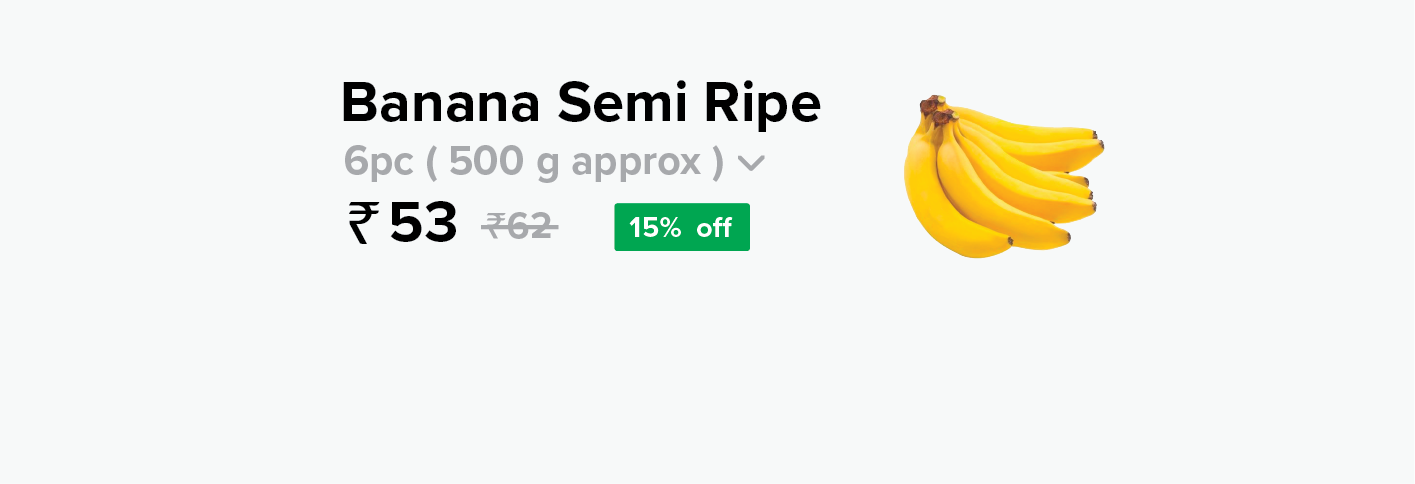 Banana Semi Ripe
6pc ( 500 g approx )
₹53 ₹62 15% off